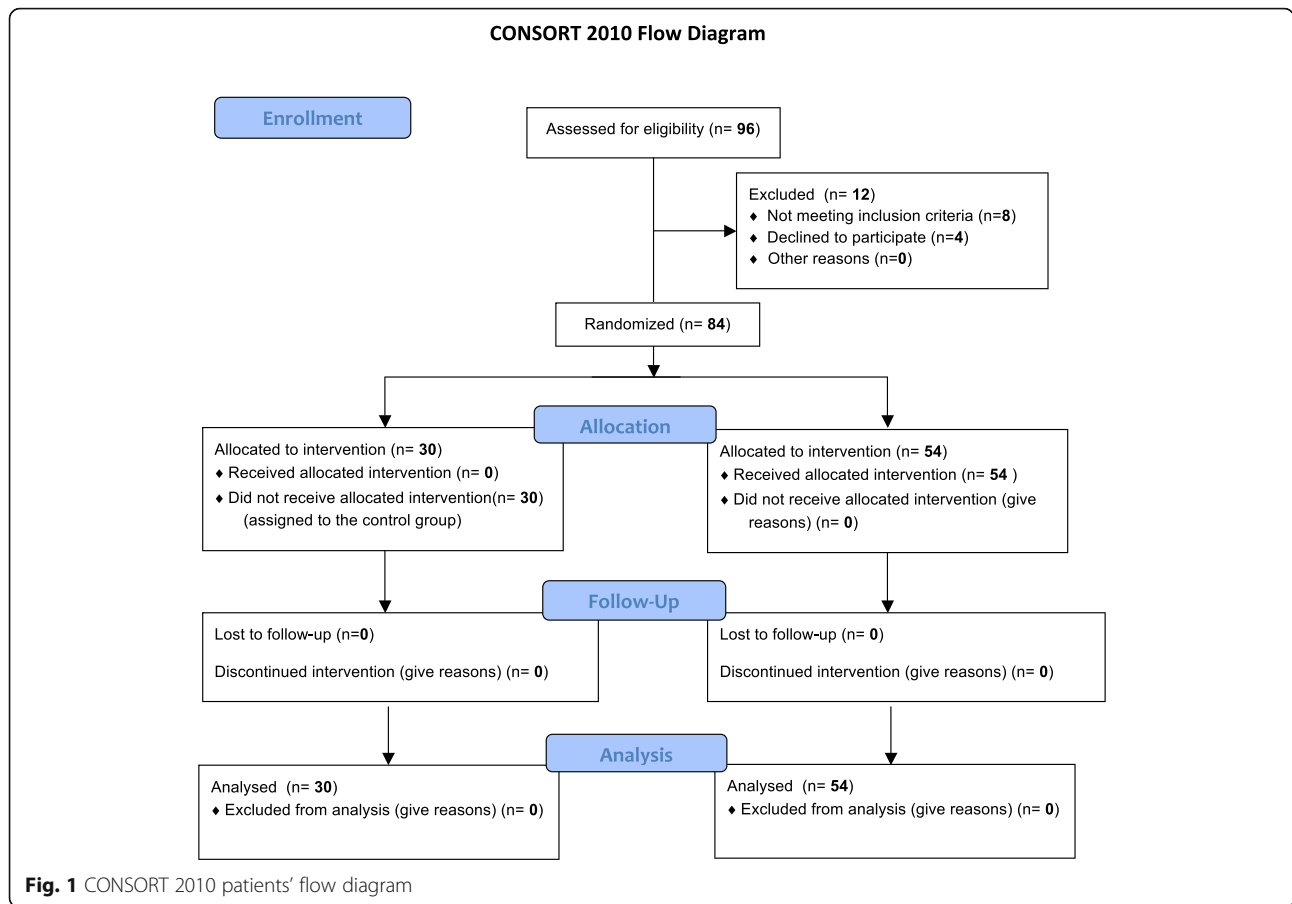 CONSORT 2010 Flow Diagram
Enrollment
Assessed for eligibility (n= 96)
Excluded (n= 12)
♦ Not meeting inclusion criteria (n=8)
♦ Declined to participate (n=4)
♦ Other reasons (n=0)
Randomized (n= 84)
Allocation
Allocated to intervention (n= 30)
♦ Received allocated intervention (n= 0)
♦ Did not receive allocated intervention(n= 30)
(assigned to the control group)
Allocated to intervention (n= 54)
♦ Received allocated intervention (n= 54 )
♦ Did not receive allocated intervention (give
reasons) (n= 0)
Follow-Up
Lost to follow-up (n=0)
Discontinued intervention (give reasons) (n= 0)
Lost to follow-up (n= 0)
Discontinued intervention (give reasons) (n= 0)
Analysis
Analysed (n= 30)
♦ Excluded from analysis (give reasons) (n= 0)
Analysed (n= 54)
♦ Excluded from analysis (give reasons) (n= 0)
Fig. 1 CONSORT 2010 patients' flow diagram